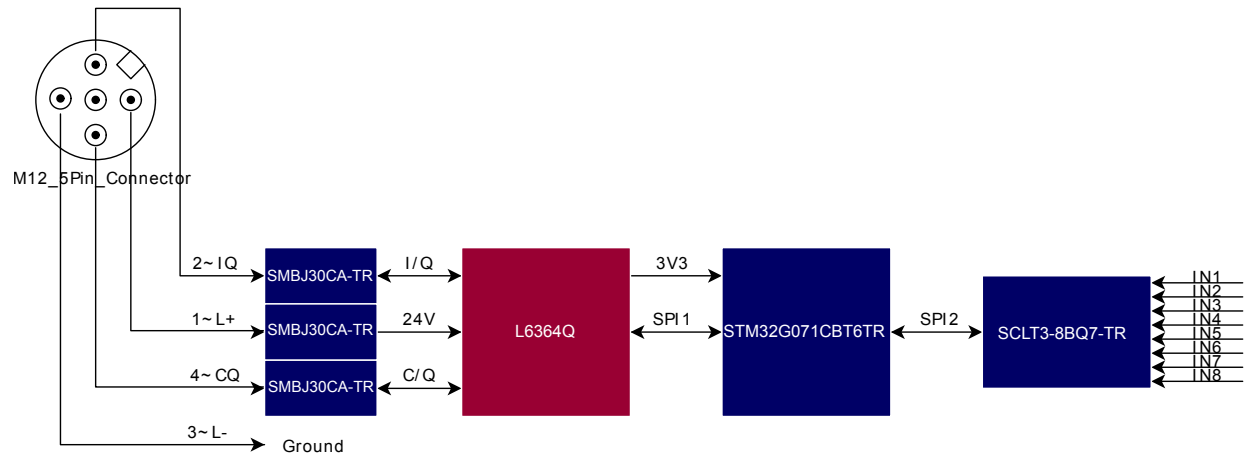 M12_5Pin_Connector
2~IQ
SMBJ30CA-TR
I/Q
3V3
1~L+
SMBJ30CA-TR
24V
L6364Q
SPI1
STM32G071CBT6TR
SPI2
SCLT3-8BQ7-TR
IN1
IN2
IN3
IN4
IN5
IN6
IN7
IN8
4~CQ
SMBJ30CA-TR
C/Q
3~L-
Ground